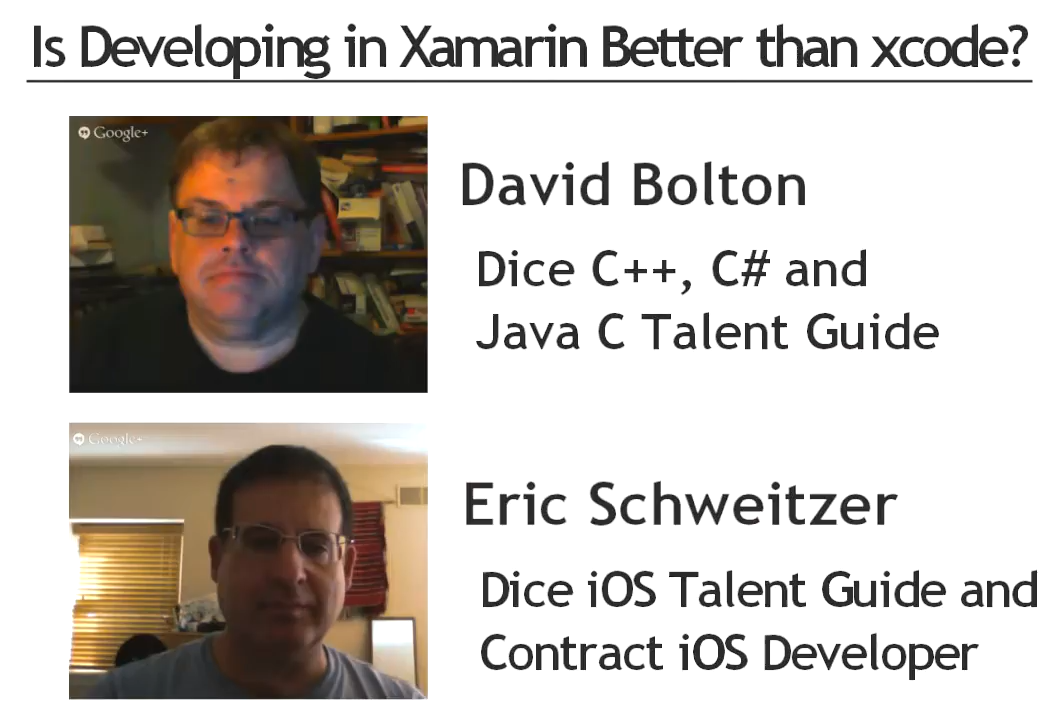 Is Developing in Xamarin Better than xcode?
Google+
David Bolton
Dice C++, C# and
Java C Talent Guide
Google+
Eric Schweitzer
Dice iOS Talent Guide and
Contract iOS Developer